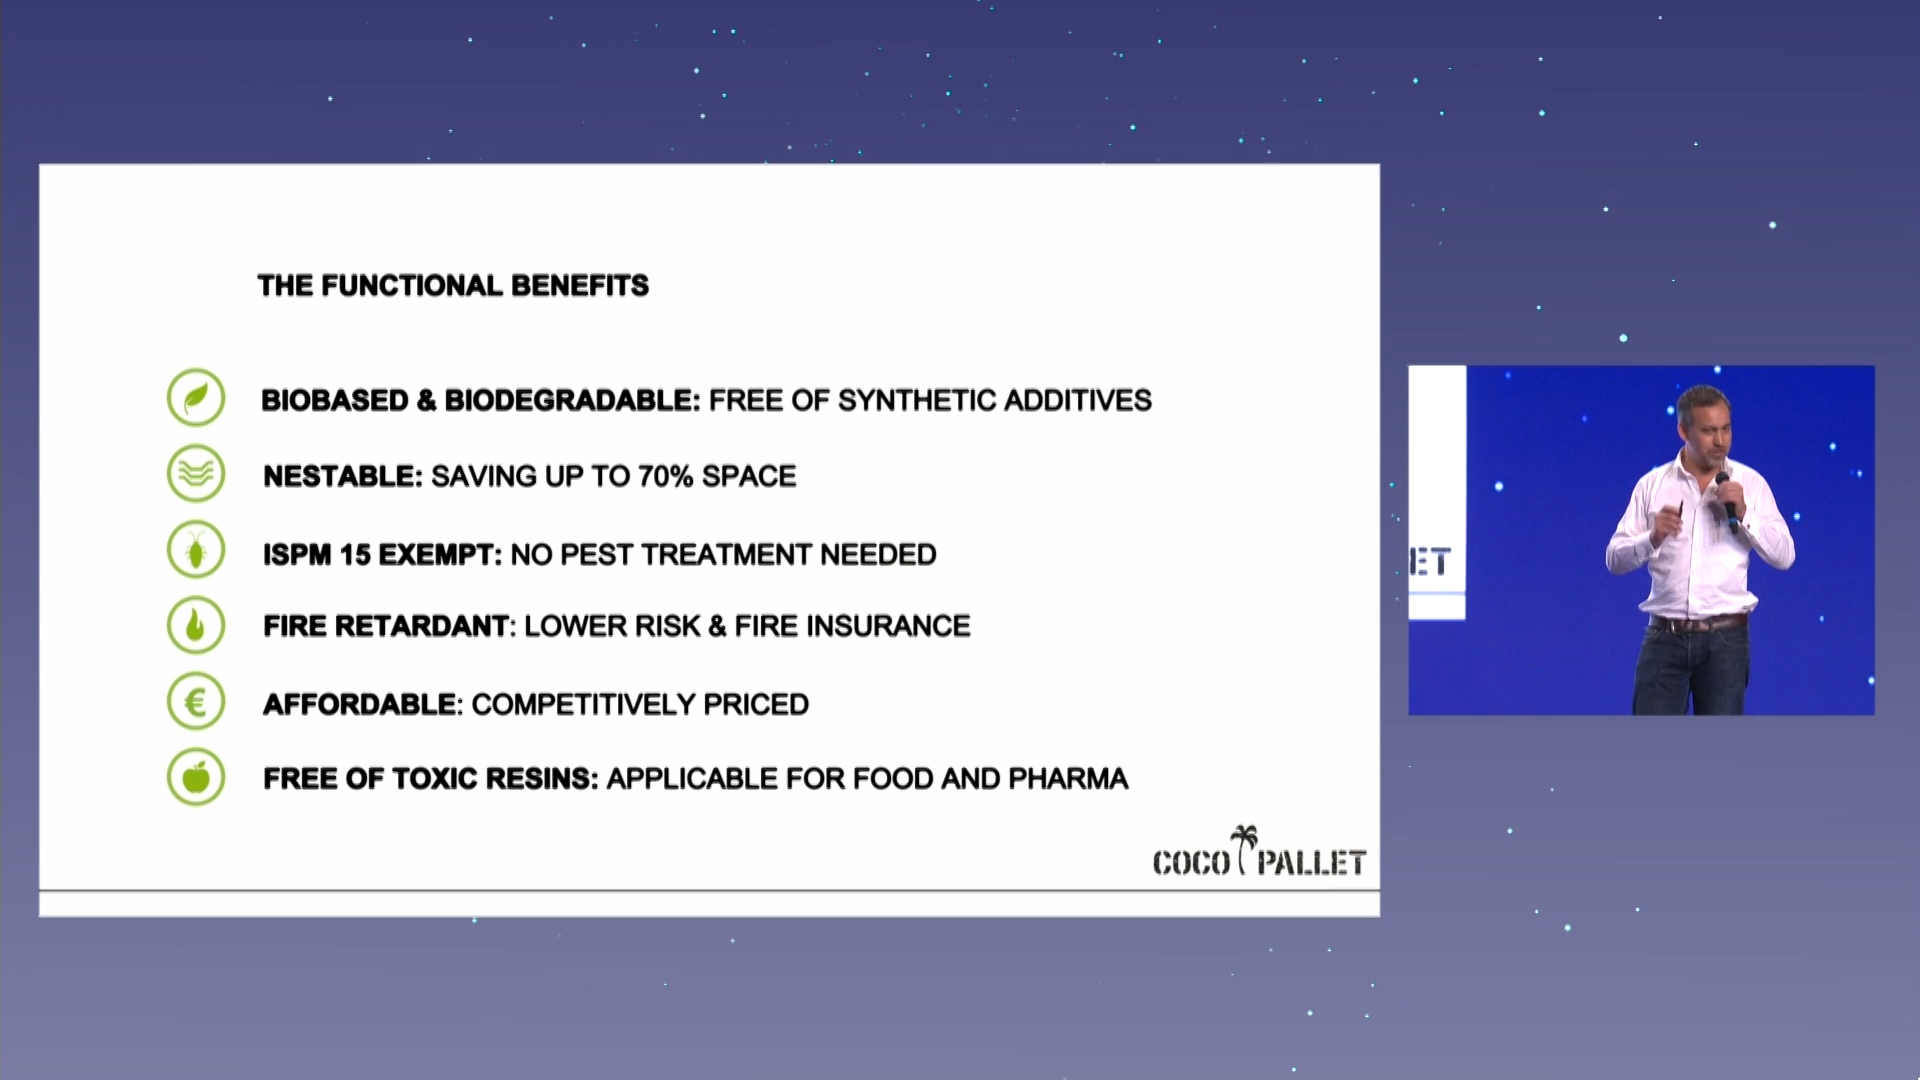 THE FUNCTIONAL BENEFITS
BIOBASED & BIODEGRADABLE: FREE OF SYNTHETIC ADDITIVES
NESTABLE: SAVING UP TO 70% SPACE
ISPM 15 EXEMPT: NO PEST TREATMENT NEEDED
FIRE RETARDANT: LOWER RISK & FIRE INSURANCE
€ AFFORDABLE: COMPETITIVELY PRICED
FREE OF TOXIC RESINS: APPLICABLE FOR FOOD AND PHARMA
COCO PALLET
ET